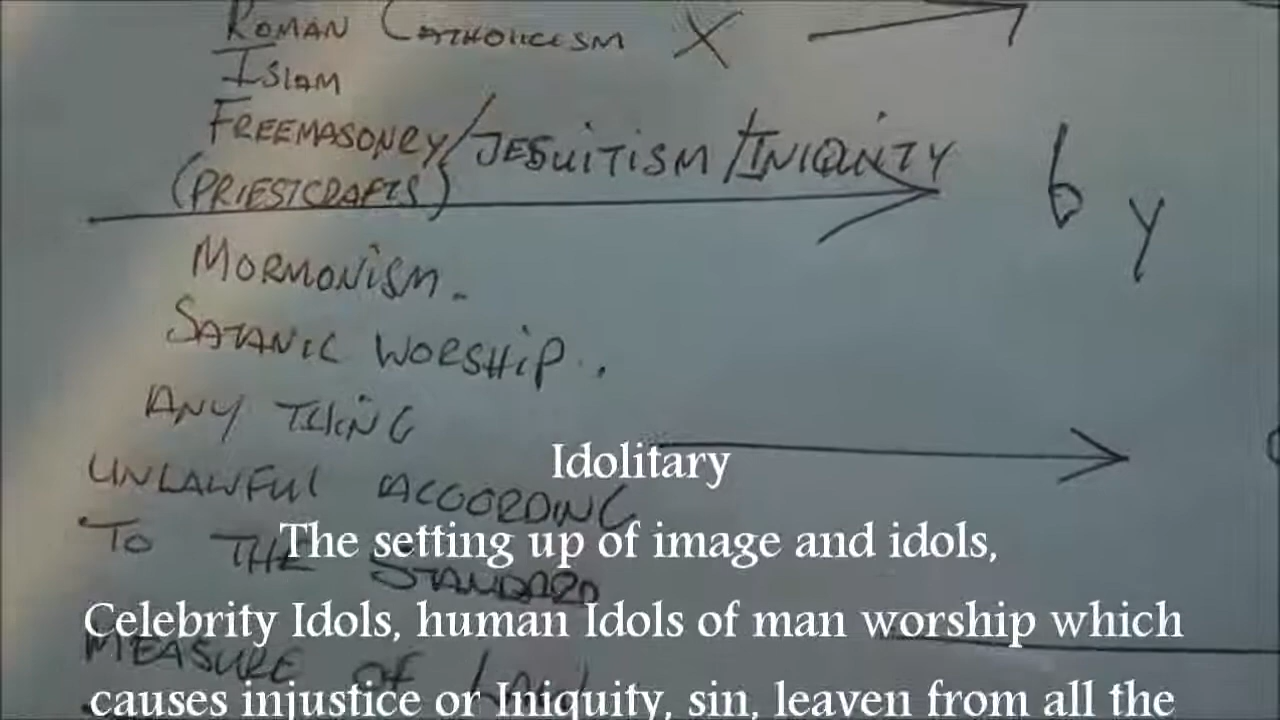 ROMAN CATHOLICESM X
ISLAM
FREEMASONRY/JESUITISM/INIQUITY
(PRIESTCRAFTS)
6 y
MORMONISM.
SATANIC WORSHIP.
ANY THING
UNLAWFUL ACCORDING
TO THE STANDARD
MEASURE OF LAW
Idolitary
The setting up of image and idols,
Celebrity Idols, human Idols of man worship which
causes injustice or Iniquity, sin, leaven from all the